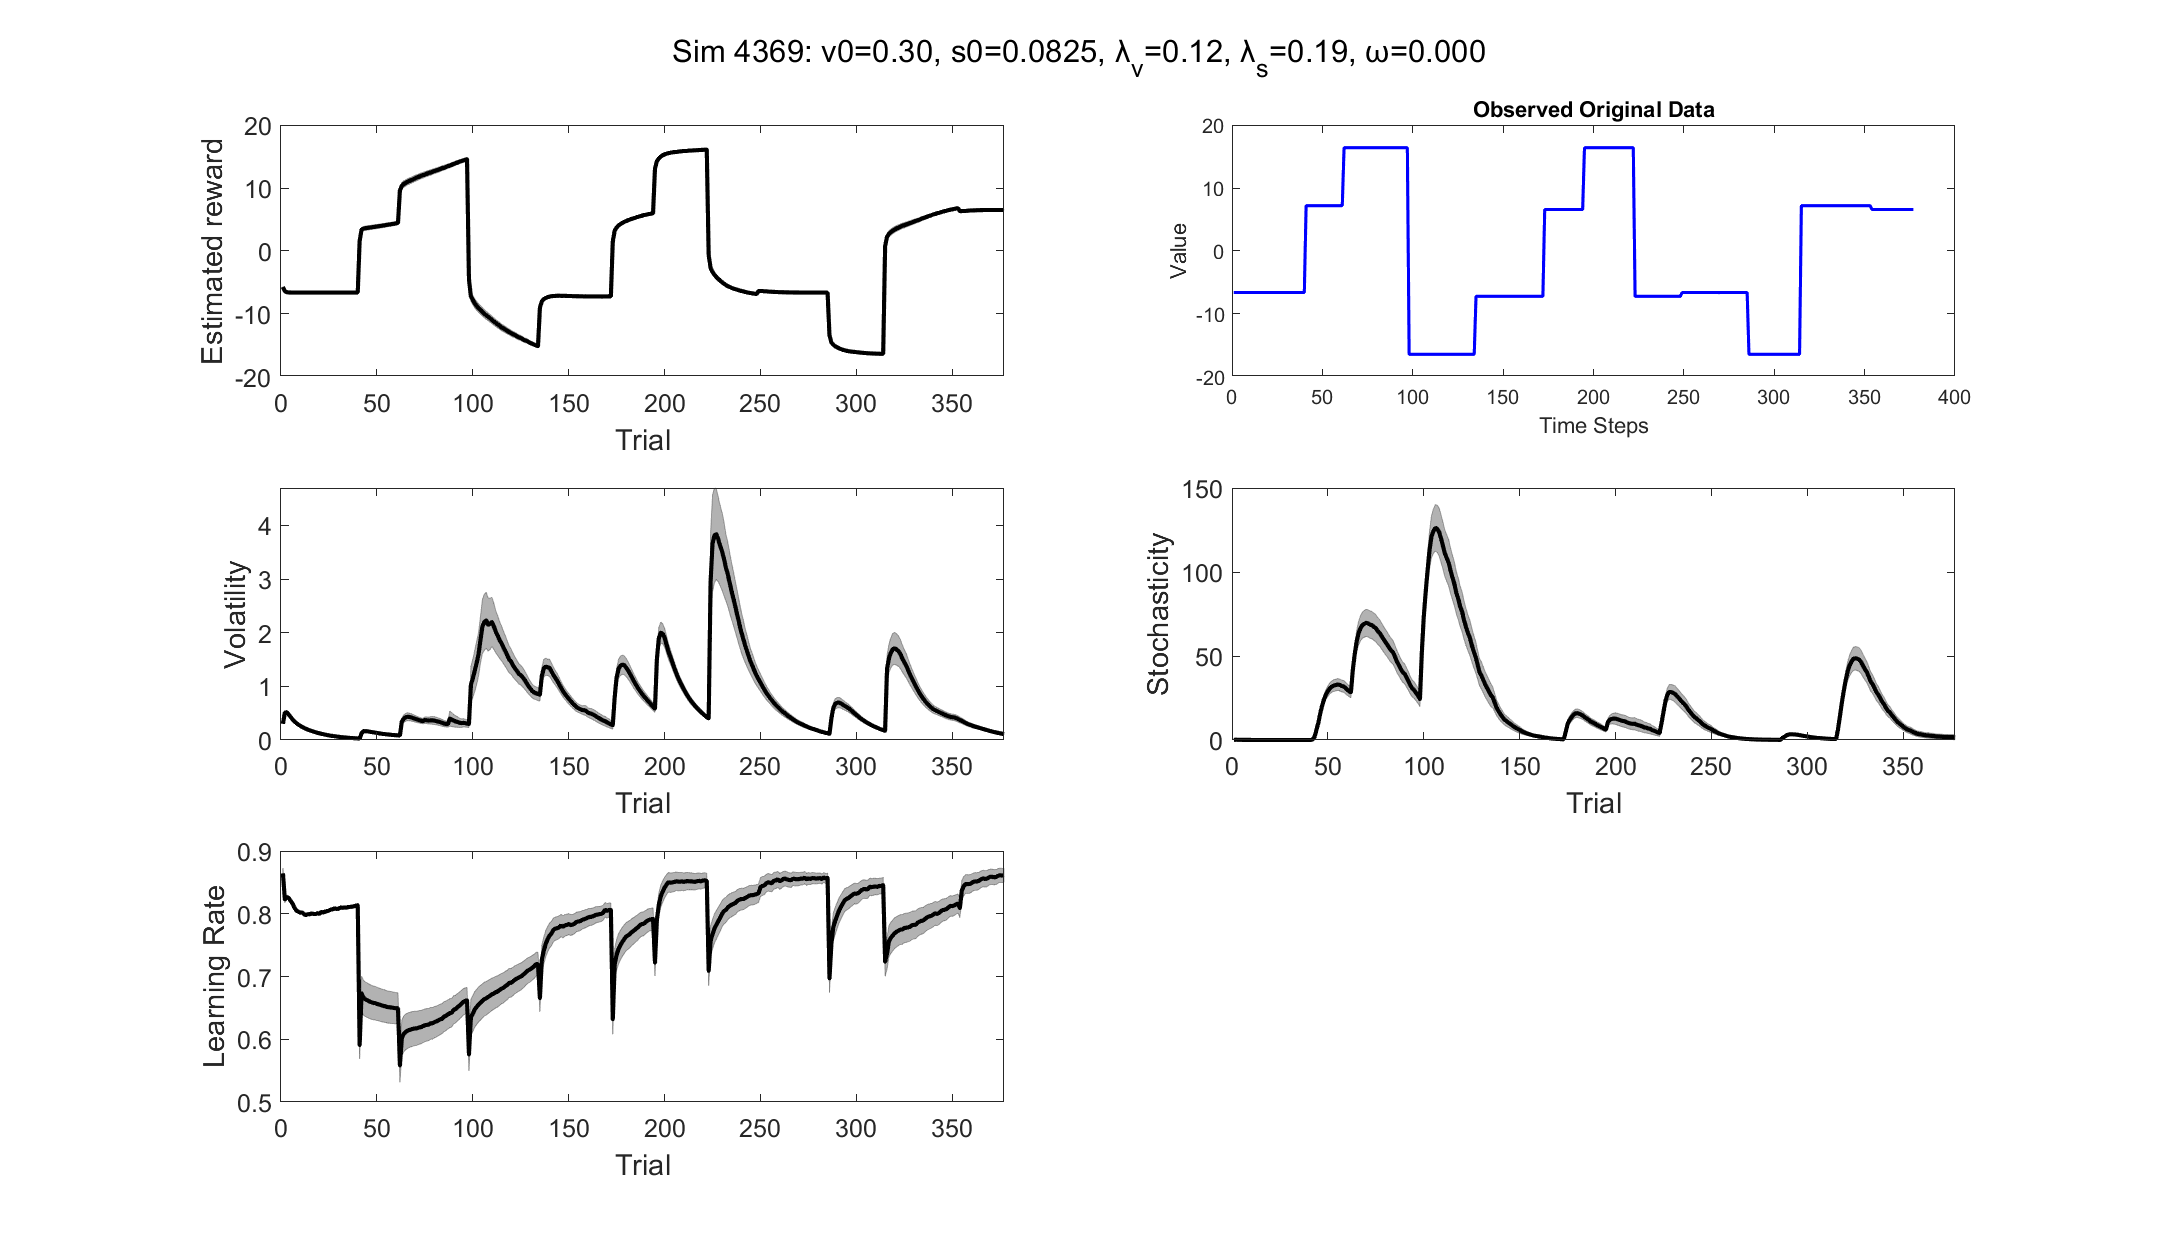 Sim 4369: v0=0.30, s0=0.0825, λv=0.12, λs=0.19, ω=0.000
Estimated reward
20
10
0
-10
-20
0 50 100 150 200 250 300 350
Trial
Observed Original Data
Value
20
10
0
-10
-20
0 50 100 150 200 250 300 350 400
Time Steps
Volatility
4
3
2
1
0
0 50 100 150 200 250 300 350
Trial
Stochasticity
150
100
50
0
0 50 100 150 200 250 300 350
Trial
Learning Rate
0.9
0.8
0.7
0.6
0.5
0 50 100 150 200 250 300 350
Trial